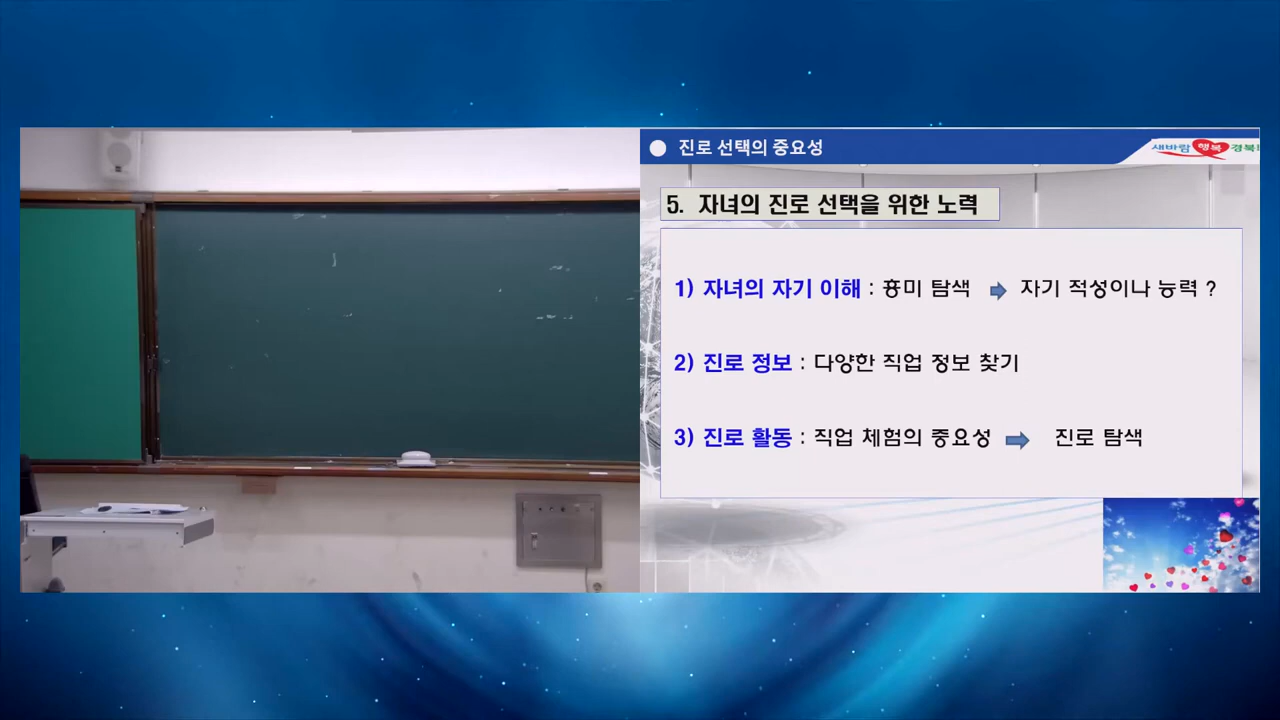 진로 선택의 중요성
새바람 행복 경북
5. 자녀의 진로 선택을 위한 노력
1) 자녀의 자기 이해 : 흥미 탐색 ➡ 자기 적성이나 능력 ?
2) 진로 정보 : 다양한 직업 정보 찾기
3) 진로 활동 : 직업 체험의 중요성 ➡ 진로 탐색